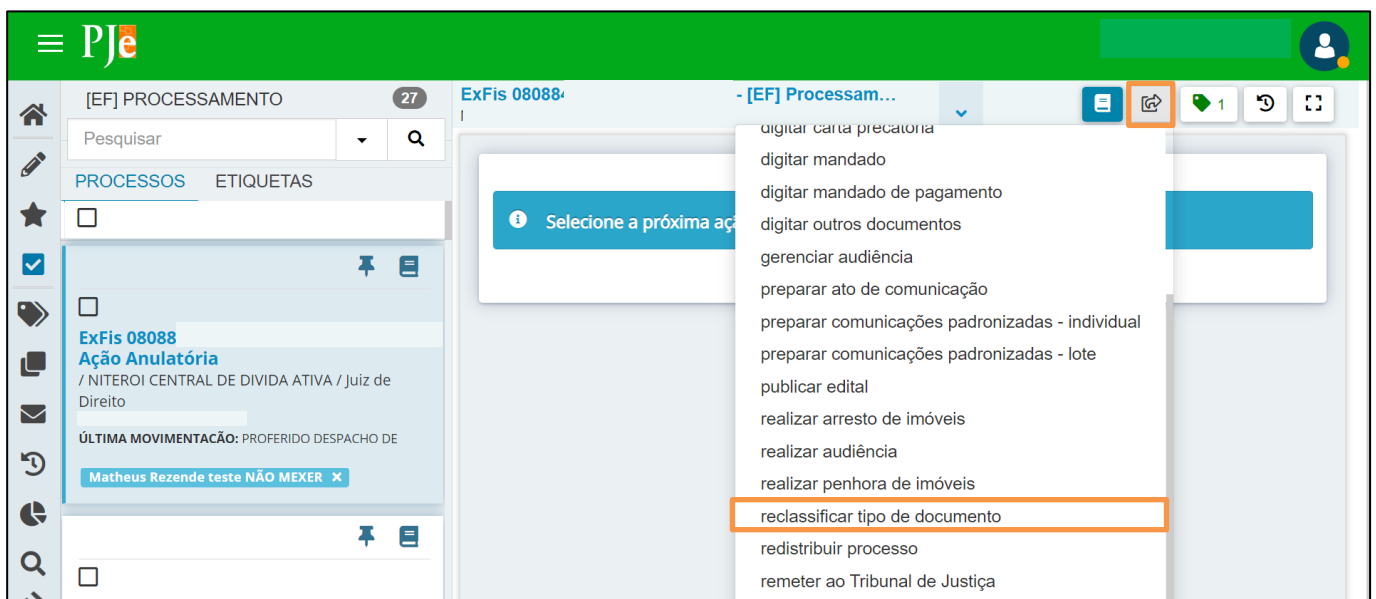 PJe
[EF] PROCESSAMENTO 27
Pesquisar
PROCESSOS ETIQUETAS
ExFis 08088
Ação Anulatória
/ NITEROI CENTRAL DE DIVIDA ATIVA / Juiz de
Direito
ÚLTIMA MOVIMENTACÃO: PROFERIDO DESPACHO DE
Matheus Rezende teste NÃO MEXER ×
ExFis 08088 - [EF] Processam...
1
Selecione a próxima aç
digitar carta precatória
digitar mandado
digitar mandado de pagamento
digitar outros documentos
gerenciar audiência
preparar ato de comunicação
preparar comunicações padronizadas - individual
preparar comunicações padronizadas - lote
publicar edital
realizar arresto de imóveis
realizar audiência
realizar penhora de imóveis
reclassificar tipo de documento
redistribuir processo
remeter ao Tribunal de Justiça